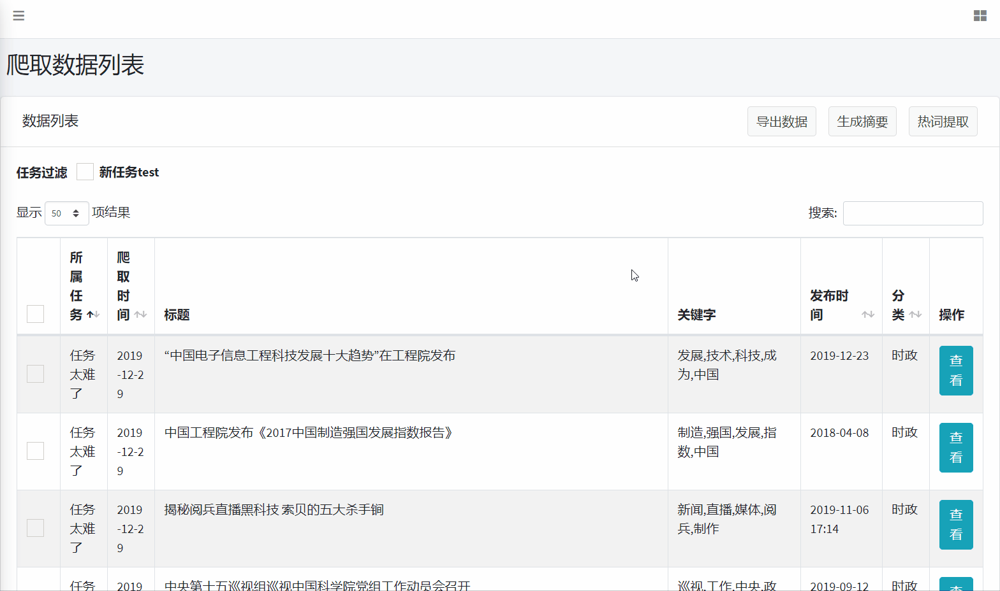 爬取数据列表
数据列表
导出数据
生成摘要
热词提取
任务过滤
新任务test
显示 50 项结果
搜索:
所
属
任
务
爬
取
时
间
标题
关键字
发布时
间
分
类
操作
任务
太难
了
2019
-12-2
9
“中国电子信息工程科技发展十大趋势”在工程院发布
发展,技术,科技,成
为,中国
2019-12-23
时政
查
看
任务
太难
了
2019
-12-2
9
中国工程院发布《2017中国制造强国发展指数报告》
制造,强国,发展,指
数,中国
2018-04-08
时政
查
看
任务
太难
了
2019
-12-2
9
揭秘阅兵直播黑科技 索贝的五大杀手锏
新闻,直播,媒体,阅
兵,制作
2019-11-06
17:14
时政
查
看
任务
2019
中央第十五巡视组巡视中国科学院党组工作动员会召开
巡视,工作,中央,政
2019-09-12
时政